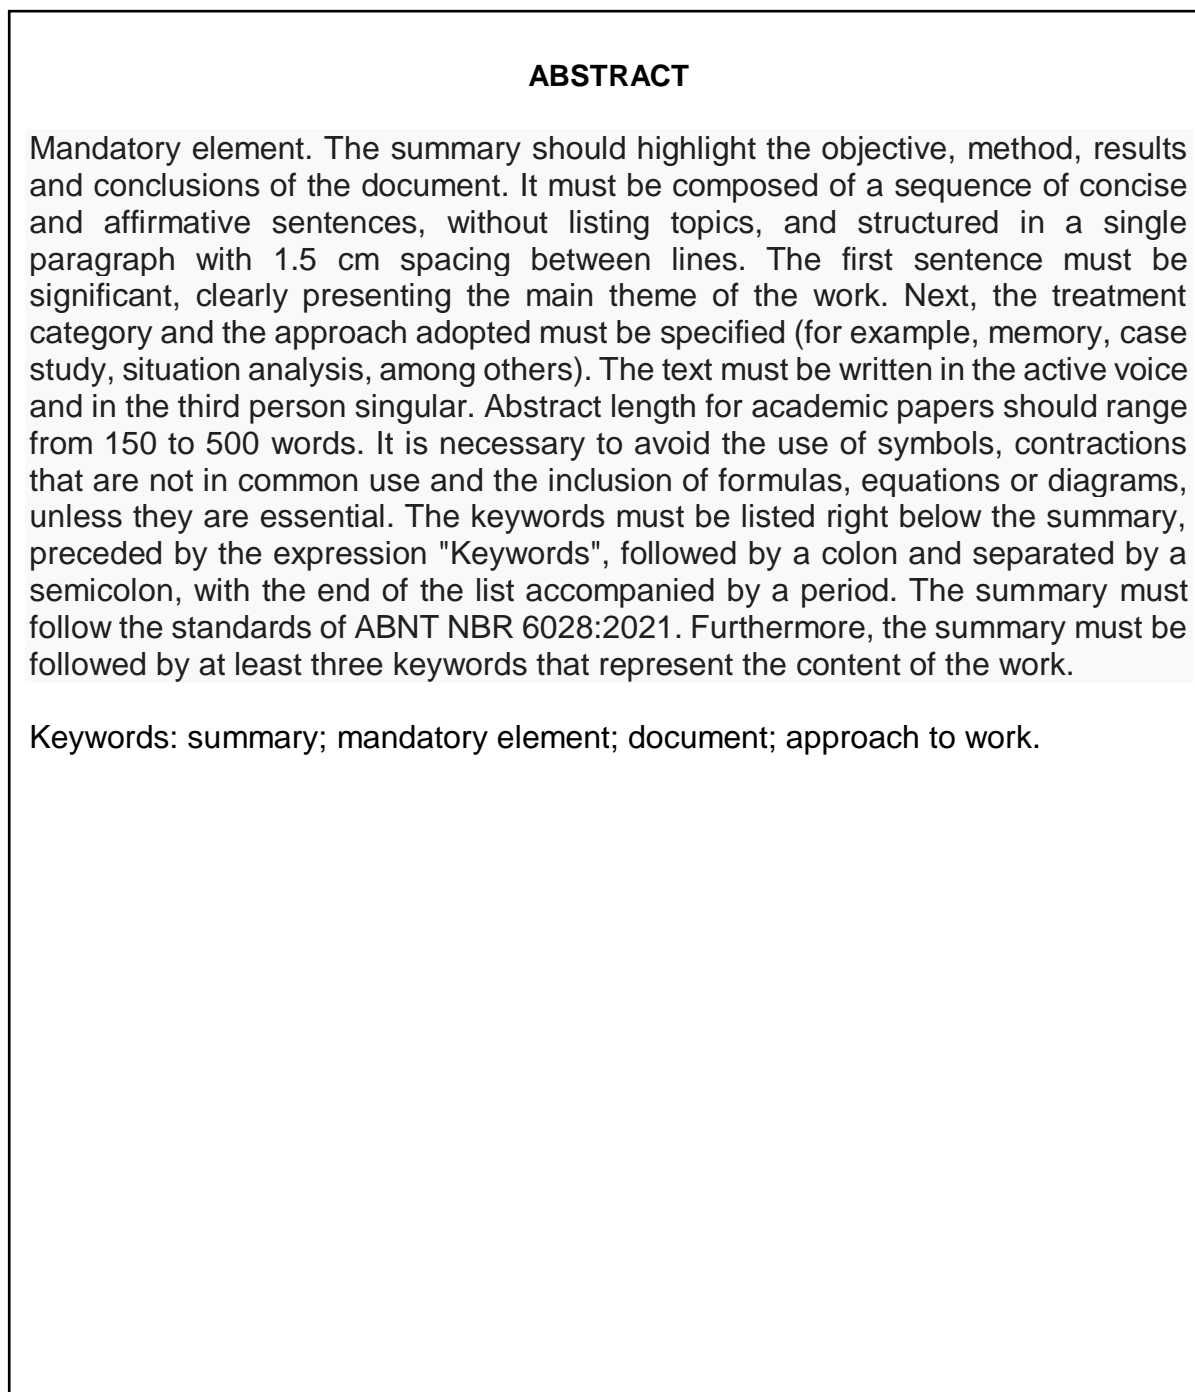 ABSTRACT
Mandatory element. The summary should highlight the objective, method, results
and conclusions of the document. It must be composed of a sequence of concise
and affirmative sentences, without listing topics, and structured in a single
paragraph with 1.5 cm spacing between lines. The first sentence must be
significant, clearly presenting the main theme of the work. Next, the treatment
category and the approach adopted must be specified (for example, memory, case
study, situation analysis, among others). The text must be written in the active voice
and in the third person singular. Abstract length for academic papers should range
from 150 to 500 words. It is necessary to avoid the use of symbols, contractions
that are not in common use and the inclusion of formulas, equations or diagrams,
unless they are essential. The keywords must be listed right below the summary,
preceded by the expression "Keywords", followed by a colon and separated by a
semicolon, with the end of the list accompanied by a period. The summary must
follow the standards of ABNT NBR 6028:2021. Furthermore, the summary must be
followed by at least three keywords that represent the content of the work.
Keywords: summary; mandatory element; document; approach to work.